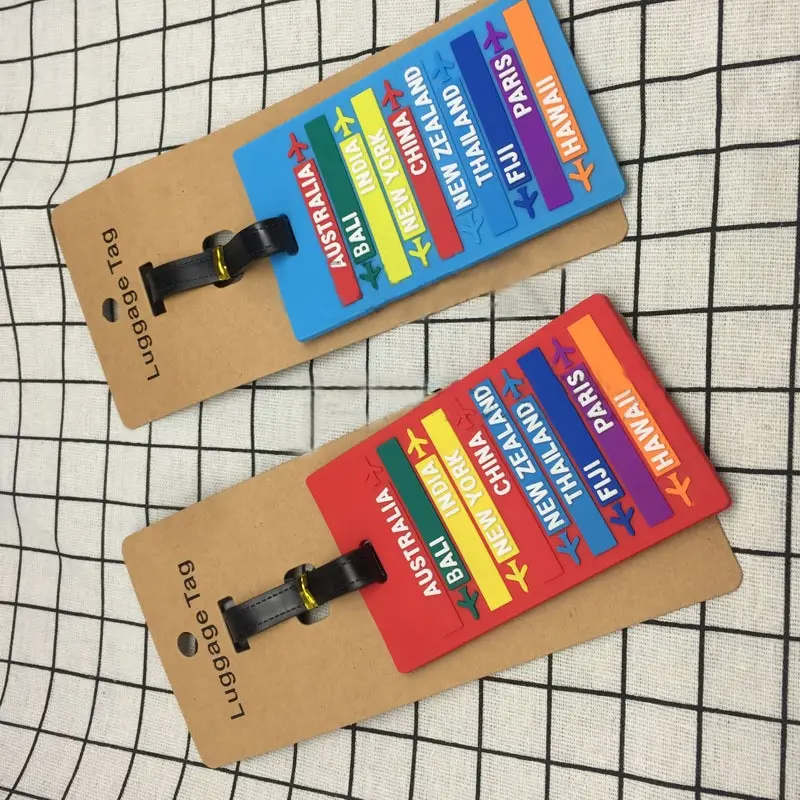 Luggage Tag
AUSTRALIA
BALI INDIA
NEW YORK
CHINA
NEW ZEALAND
THAILAND
FIJI PARIS
HAWAII
Luggage Tag
AUSTRALIA
BALI INDIA
NEW YORK
CHINA
NEW ZEALAND
THAILAND
FIJI PARIS
HAWAII